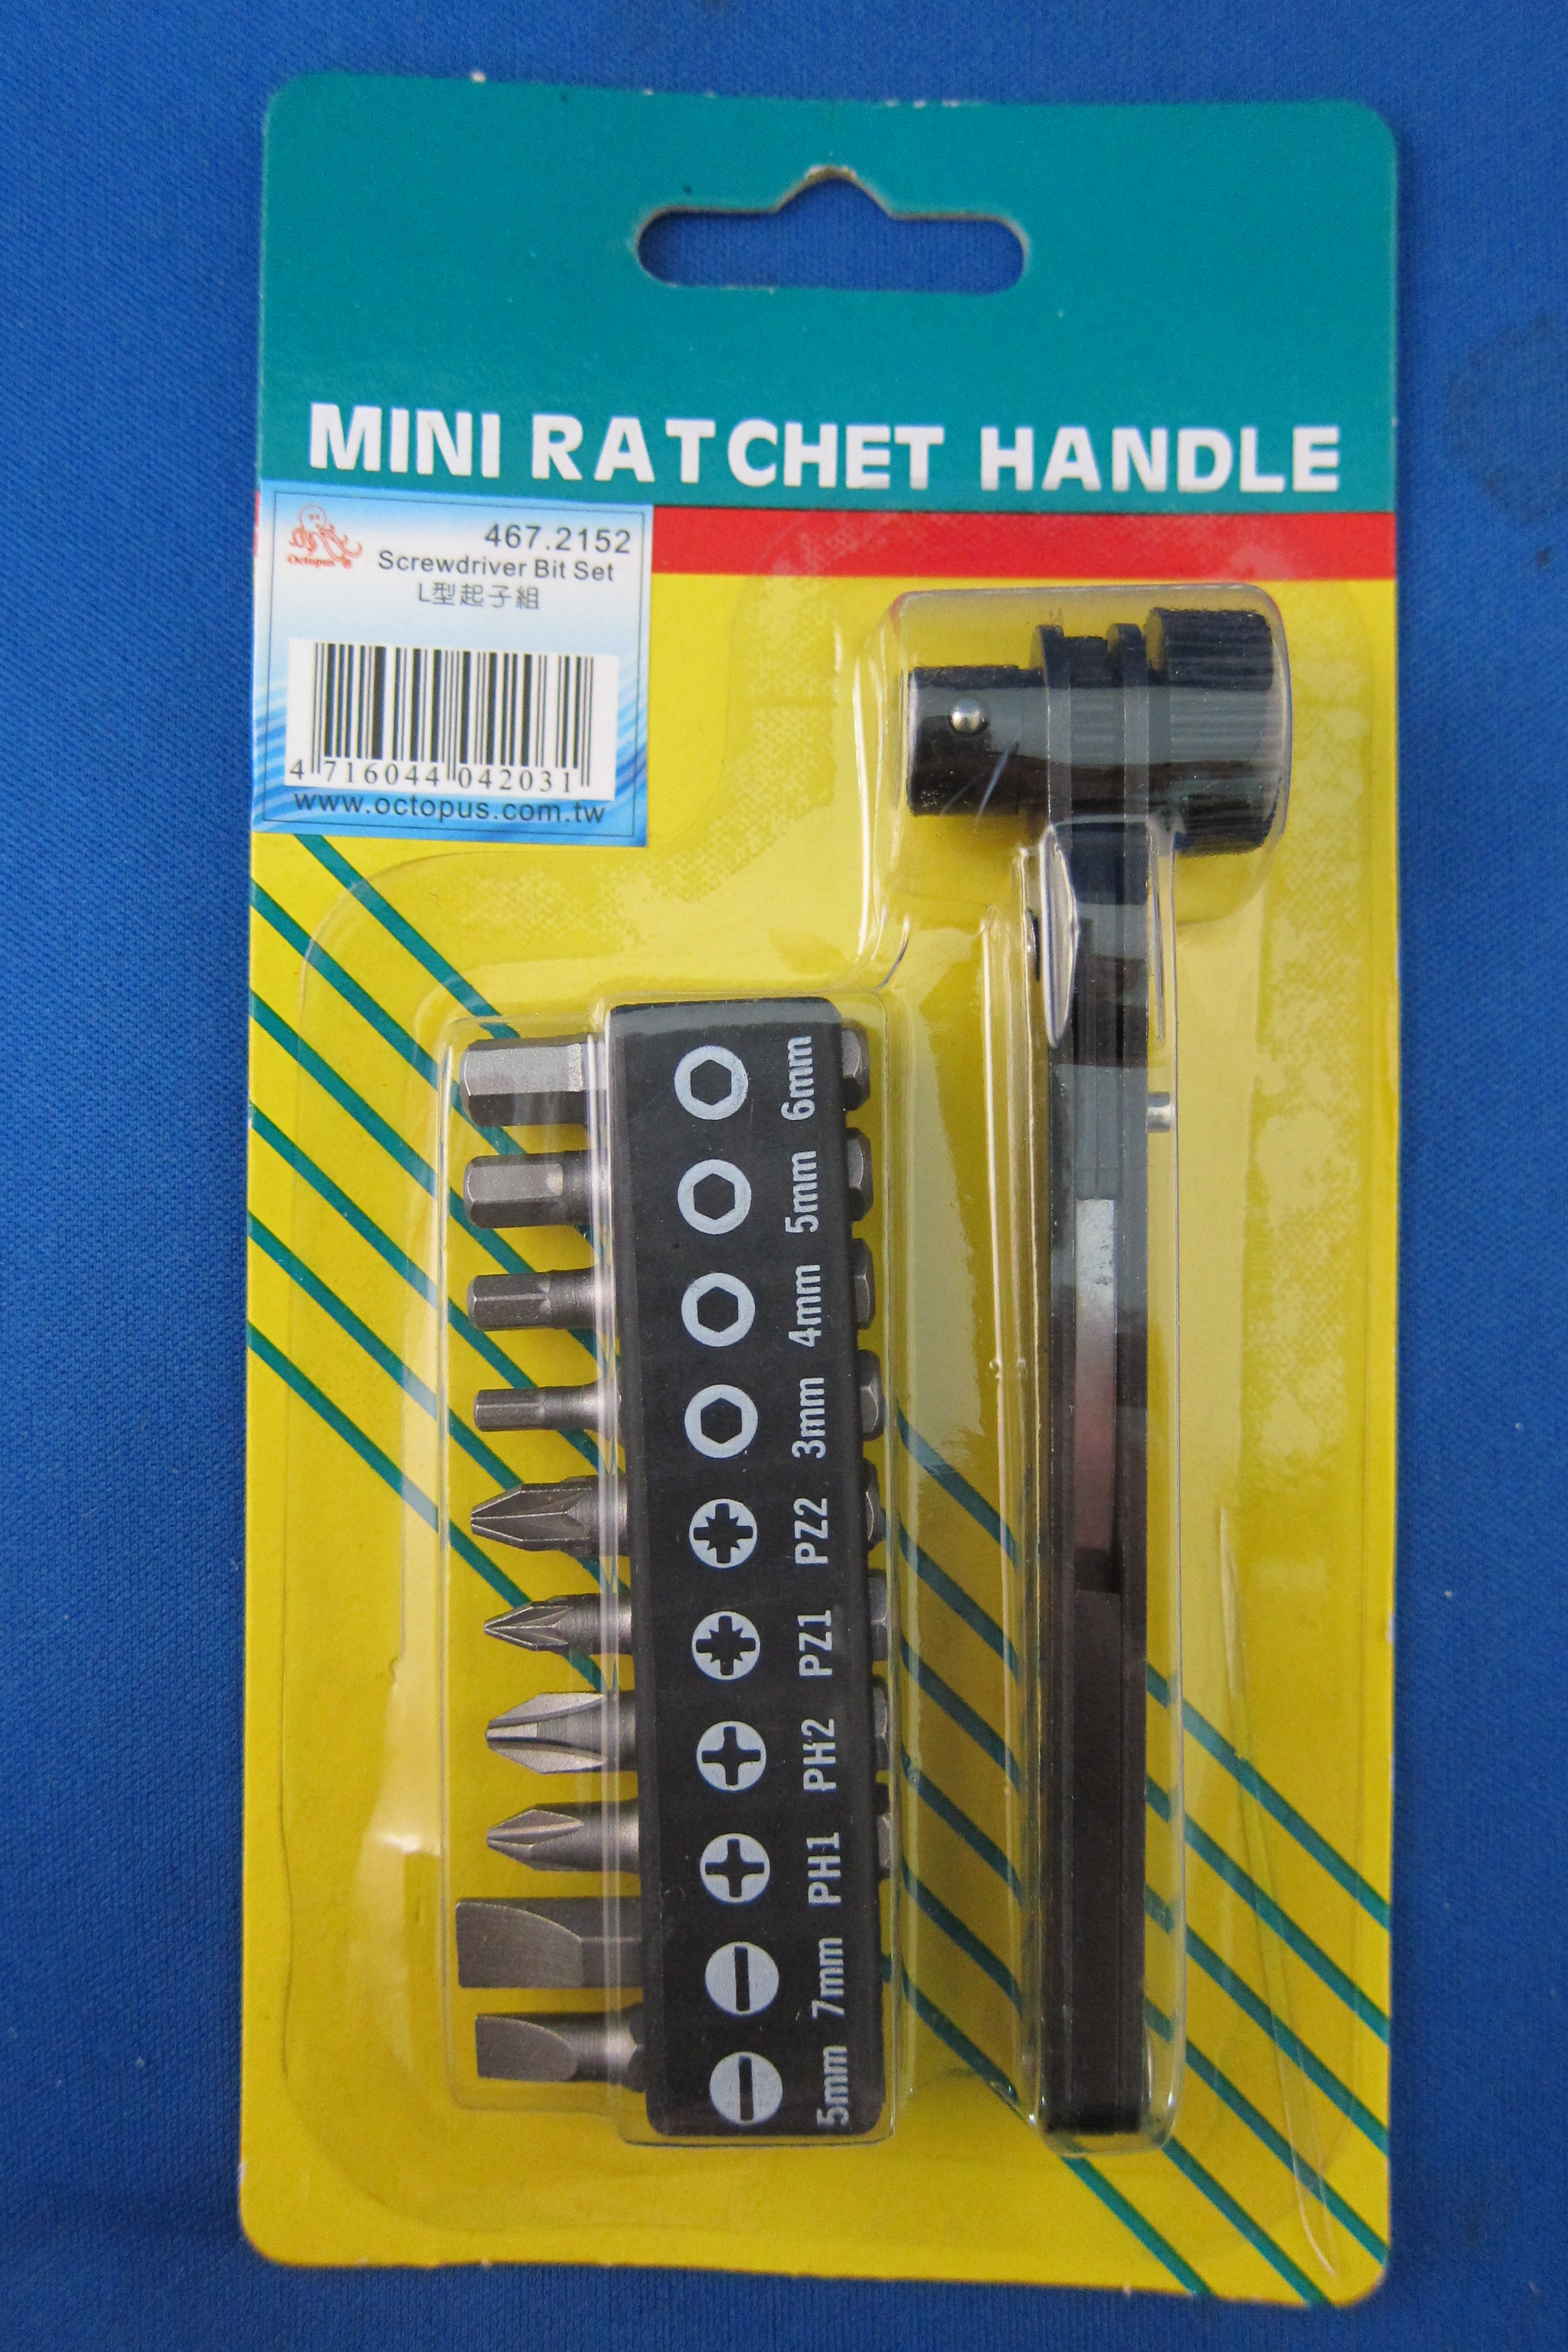 MINI RATCHET HANDLE
Octopus®
467.2152
Screwdriver Bit Set
L型起子組
4 716044 042031
www.octopus.com.tw
6mm
5mm
4mm
3mm
PZ2
PZ1
PH2
PH1
7mm
5mm